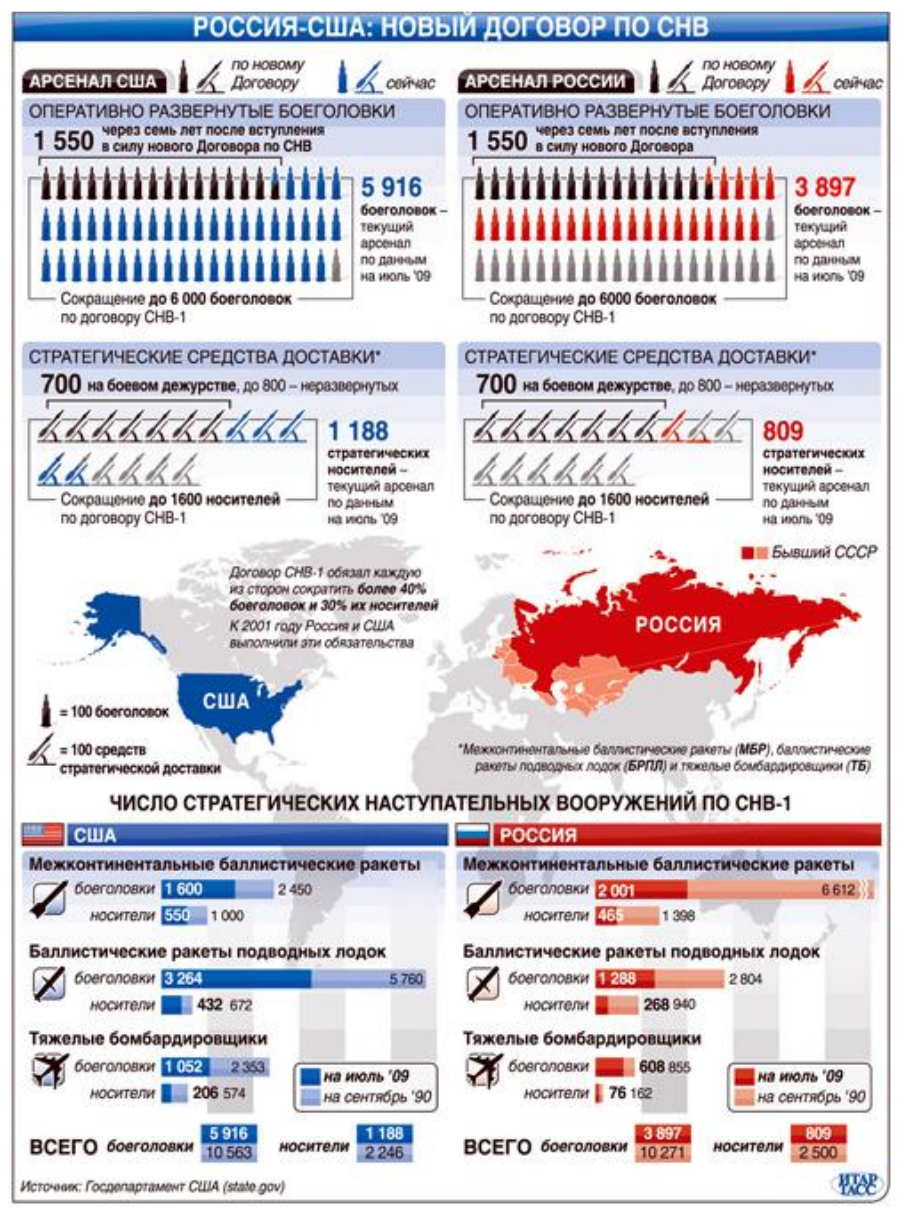 РОССИЯ-США: НОВЫЙ ДОГОВОР ПО СНВ
АРСЕНАЛ США
по новому
Договору
сейчас
ОПЕРАТИВНО РАЗВЕРНУТЫЕ БОЕГОЛОВКИ
1 550 через семь лет после вступления
в силу нового Договора по СНВ
5 916
боеголовок –
текущий
арсенал
по данным
на июль '09
Сокращение до 6 000 боеголовок
по договору СНВ-1
СТРАТЕГИЧЕСКИЕ СРЕДСТВА ДОСТАВКИ*
700 на боевом дежурстве, до 800 – неразвернутых
1 188
стратегических
носителей –
текущий арсенал
по данным
на июль '09
Сокращение до 1600 носителей
по договору СНВ-1
АРСЕНАЛ РОССИИ
по новому
Договору
сейчас
ОПЕРАТИВНО РАЗВЕРНУТЫЕ БОЕГОЛОВКИ
1 550 через семь лет после вступления
в силу нового Договора
3 897
боеголовок –
текущий
арсенал
по данным
на июль '09
Сокращение до 6000 боеголовок
по договору СНВ-1
СТРАТЕГИЧЕСКИЕ СРЕДСТВА ДОСТАВКИ*
700 на боевом дежурстве, до 800 – неразвернутых
809
стратегических
носителей –
текущий арсенал
по данным
на июль '09
Сокращение до 1600 носителей
по договору СНВ-1
Договор СНВ-1 обязал каждую
из сторон сократить более 40%
боеголовок и 30% их носителей
К 2001 году Россия и США
выполнили эти обязательства
Бывший СССР
РОССИЯ
США
= 100 боеголовок
= 100 средств
стратегической доставки
*Межконтинентальные баллистические ракеты (МБР), баллистические
ракеты подводных лодок (БРПЛ) и тяжелые бомбардировщики (ТБ)
ЧИСЛО СТРАТЕГИЧЕСКИХ НАСТУПАТЕЛЬНЫХ ВООРУЖЕНИЙ ПО СНВ-1
США
Межконтинентальные баллистические ракеты
боеголовки 1 600 2 450
носители 550 1 000
Баллистические ракеты подводных лодок
боеголовки 3 264 5 760
носители 432 672
Тяжелые бомбардировщики
боеголовки 1 052 2 353
носители 206 574
на июль '09
на сентябрь '90
ВСЕГО боеголовки 5 916 10 563 носители 1 188 2 246
РОССИЯ
Межконтинентальные баллистические ракеты
боеголовки 2 001 6 612
носители 465 1 398
Баллистические ракеты подводных лодок
боеголовки 1 288 2 804
носители 268 940
Тяжелые бомбардировщики
боеголовки 608 855
носители 76 162
на июль '09
на сентябрь '90
ВСЕГО боеголовки 3 897 10 271 носители 809 2 500
Источник: Госдепартамент США (state.gov)
ИТАР
ТАСС